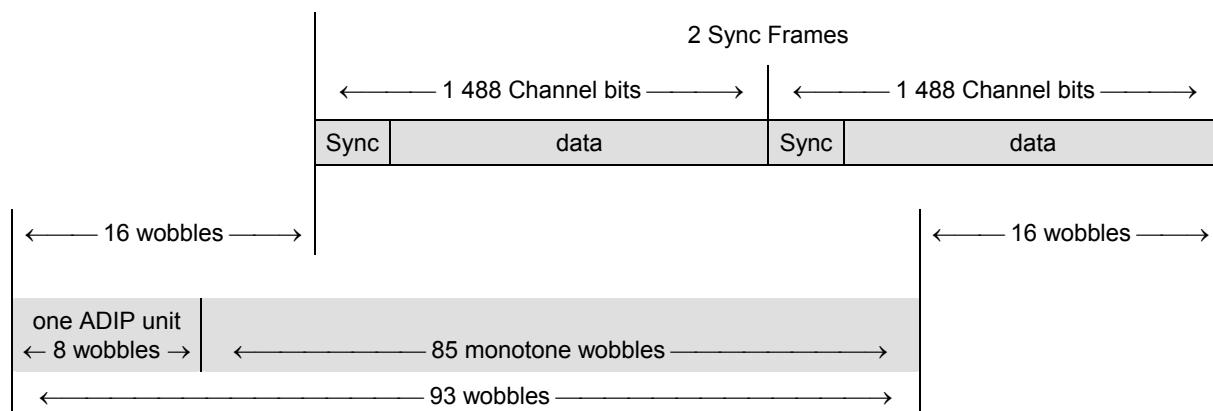 2 Sync Frames
←—— 1 488 Channel bits ——→ ←—— 1 488 Channel bits ——→
Sync data Sync data
←—— 16 wobbles ——→ ←—— 16 wobbles ——→
one ADIP unit
← 8 wobbles → ←—— 85 monotone wobbles ——→
←—— 93 wobbles ——→